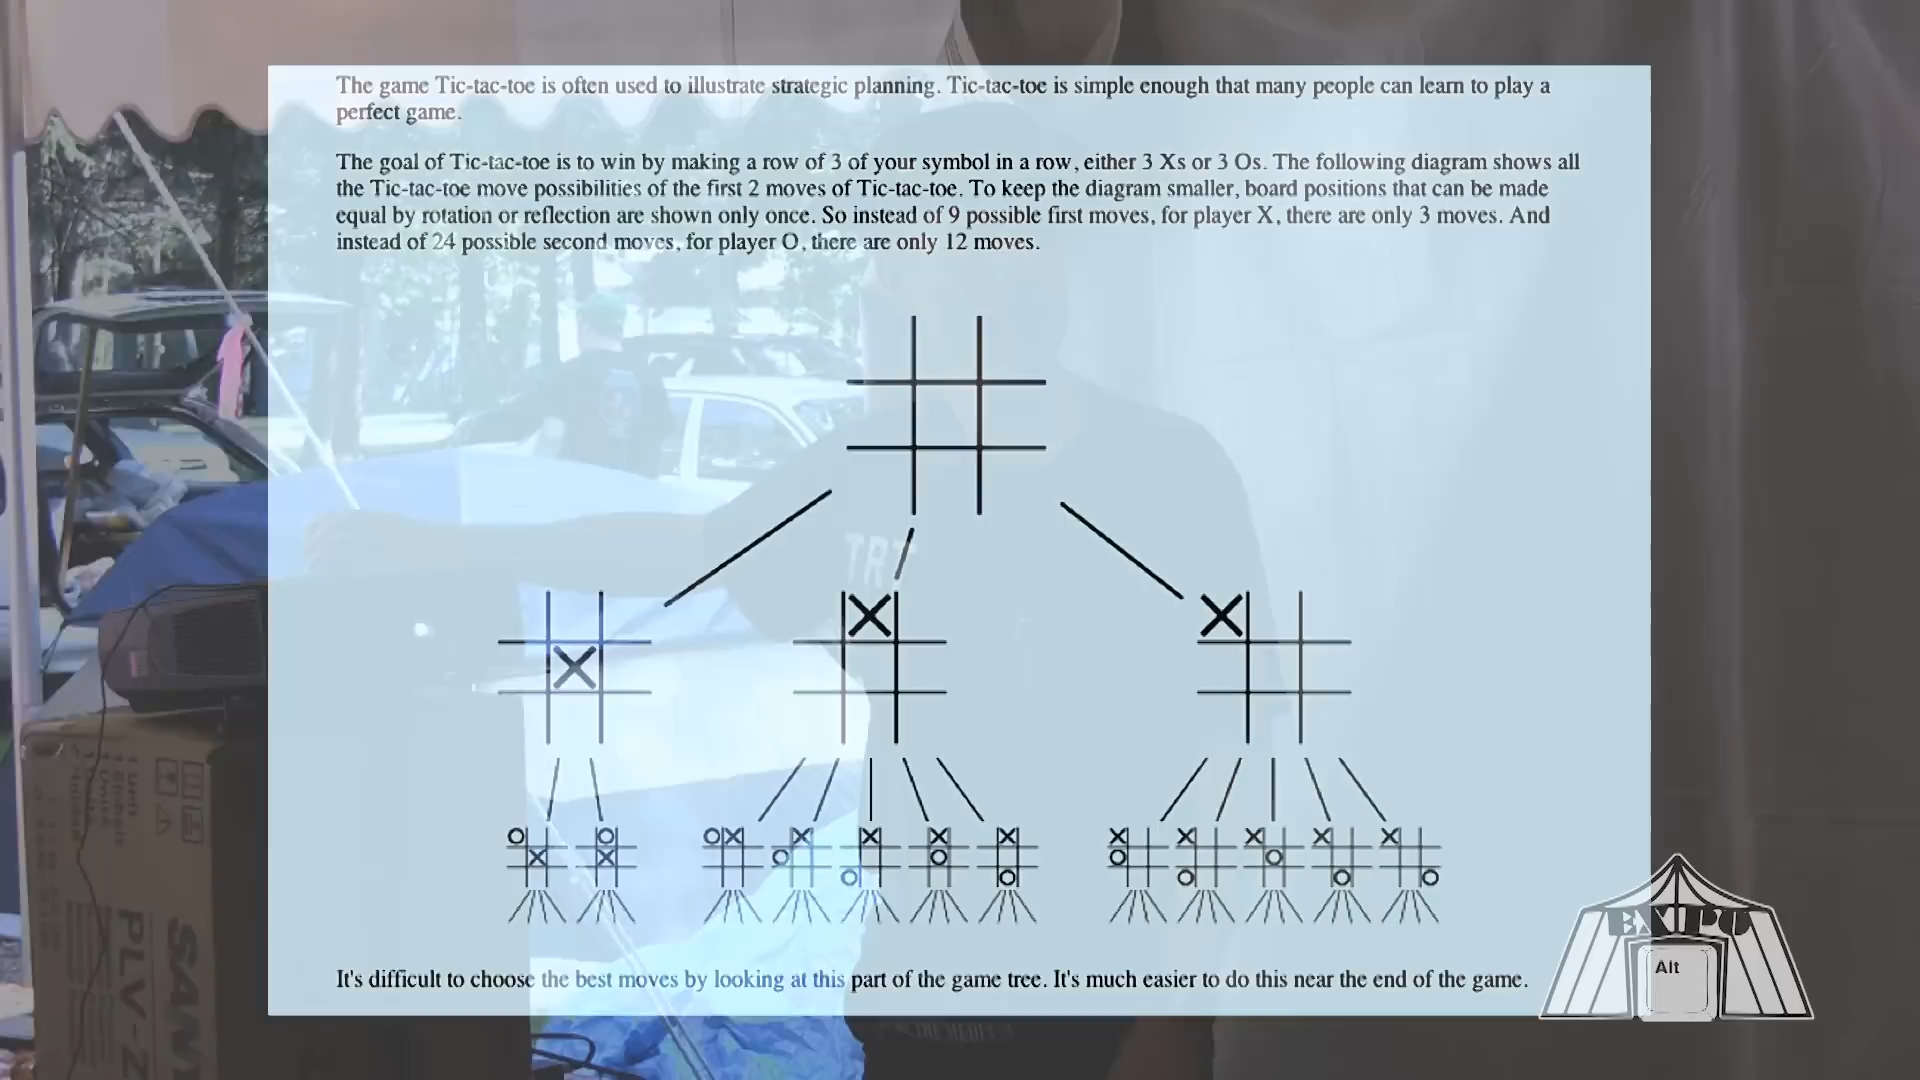 The game Tic-tac-toe is often used to illustrate strategic planning. Tic-tac-toe is simple enough that many people can learn to play a
perfect game.
The goal of Tic-tac-toe is to win by making a row of 3 of your symbol in a row, either 3 Xs or 3 Os. The following diagram shows all
the Tic-tac-toe move possibilities of the first 2 moves of Tic-tac-toe. To keep the diagram smaller, board positions that can be made
equal by rotation or reflection are shown only once. So instead of 9 possible first moves, for player X, there are only 3 moves. And
instead of 24 possible second moves, for player O, there are only 12 moves.
TRT
SANYO
PLV-Z
It's difficult to choose the best moves by looking at this part of the game tree. It's much easier to do this near the end of the game.
Alt